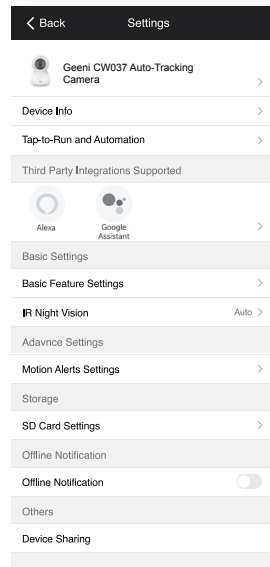 Back
Settings
Geeni CW037 Auto-Tracking
Camera
Device Info
Tap-to-Run and Automation
Third Party Integrations Supported
Alexa
Google
Assistant
Basic Settings
Basic Feature Settings
IR Night Vision
Auto
Adavnce Settings
Motion Alerts Settings
Storage
SD Card Settings
Offline Notification
Offline Notification
Others
Device Sharing